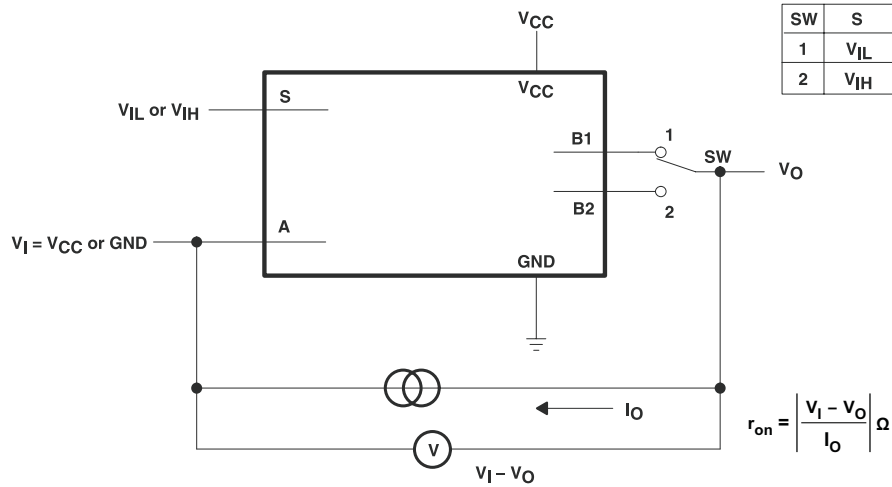 VCC
SW S
1 VIL
2 VIH
VCC
S
VIL or VIH
B1
1
SW
VO
B2
2
A
VI = VCC or GND
GND
IO
ron = | VI – VO / IO | Ω
V
VI – VO